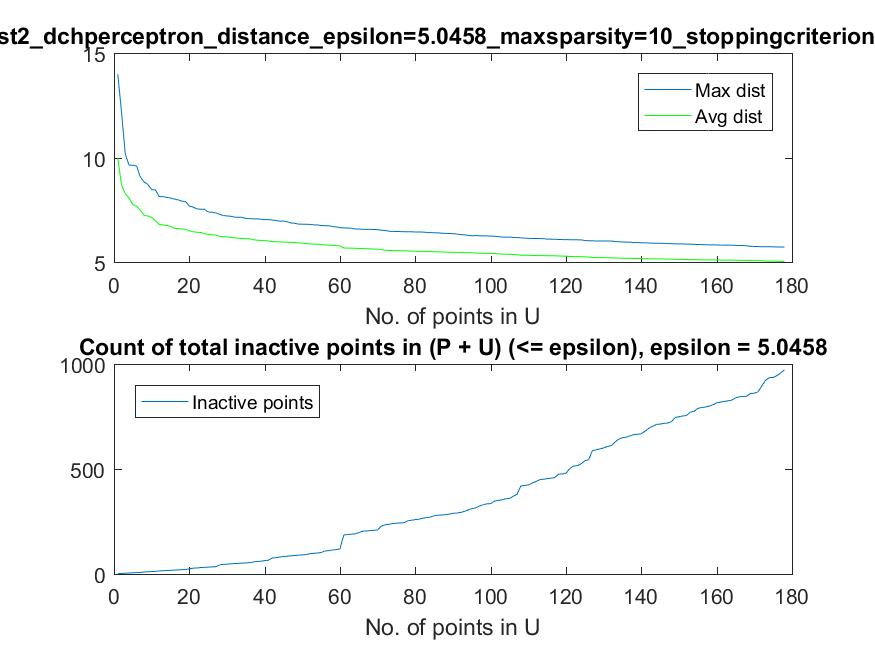 st2_dchperceptron_distance_epsilon=5.0458_maxsparsity=10_stoppingcriterion
15
10
5
Max dist
Avg dist
0 20 40 60 80 100 120 140 160 180
No. of points in U
Count of total inactive points in (P + U) (<= epsilon), epsilon = 5.0458
1000
500
0
Inactive points
0 20 40 60 80 100 120 140 160 180
No. of points in U